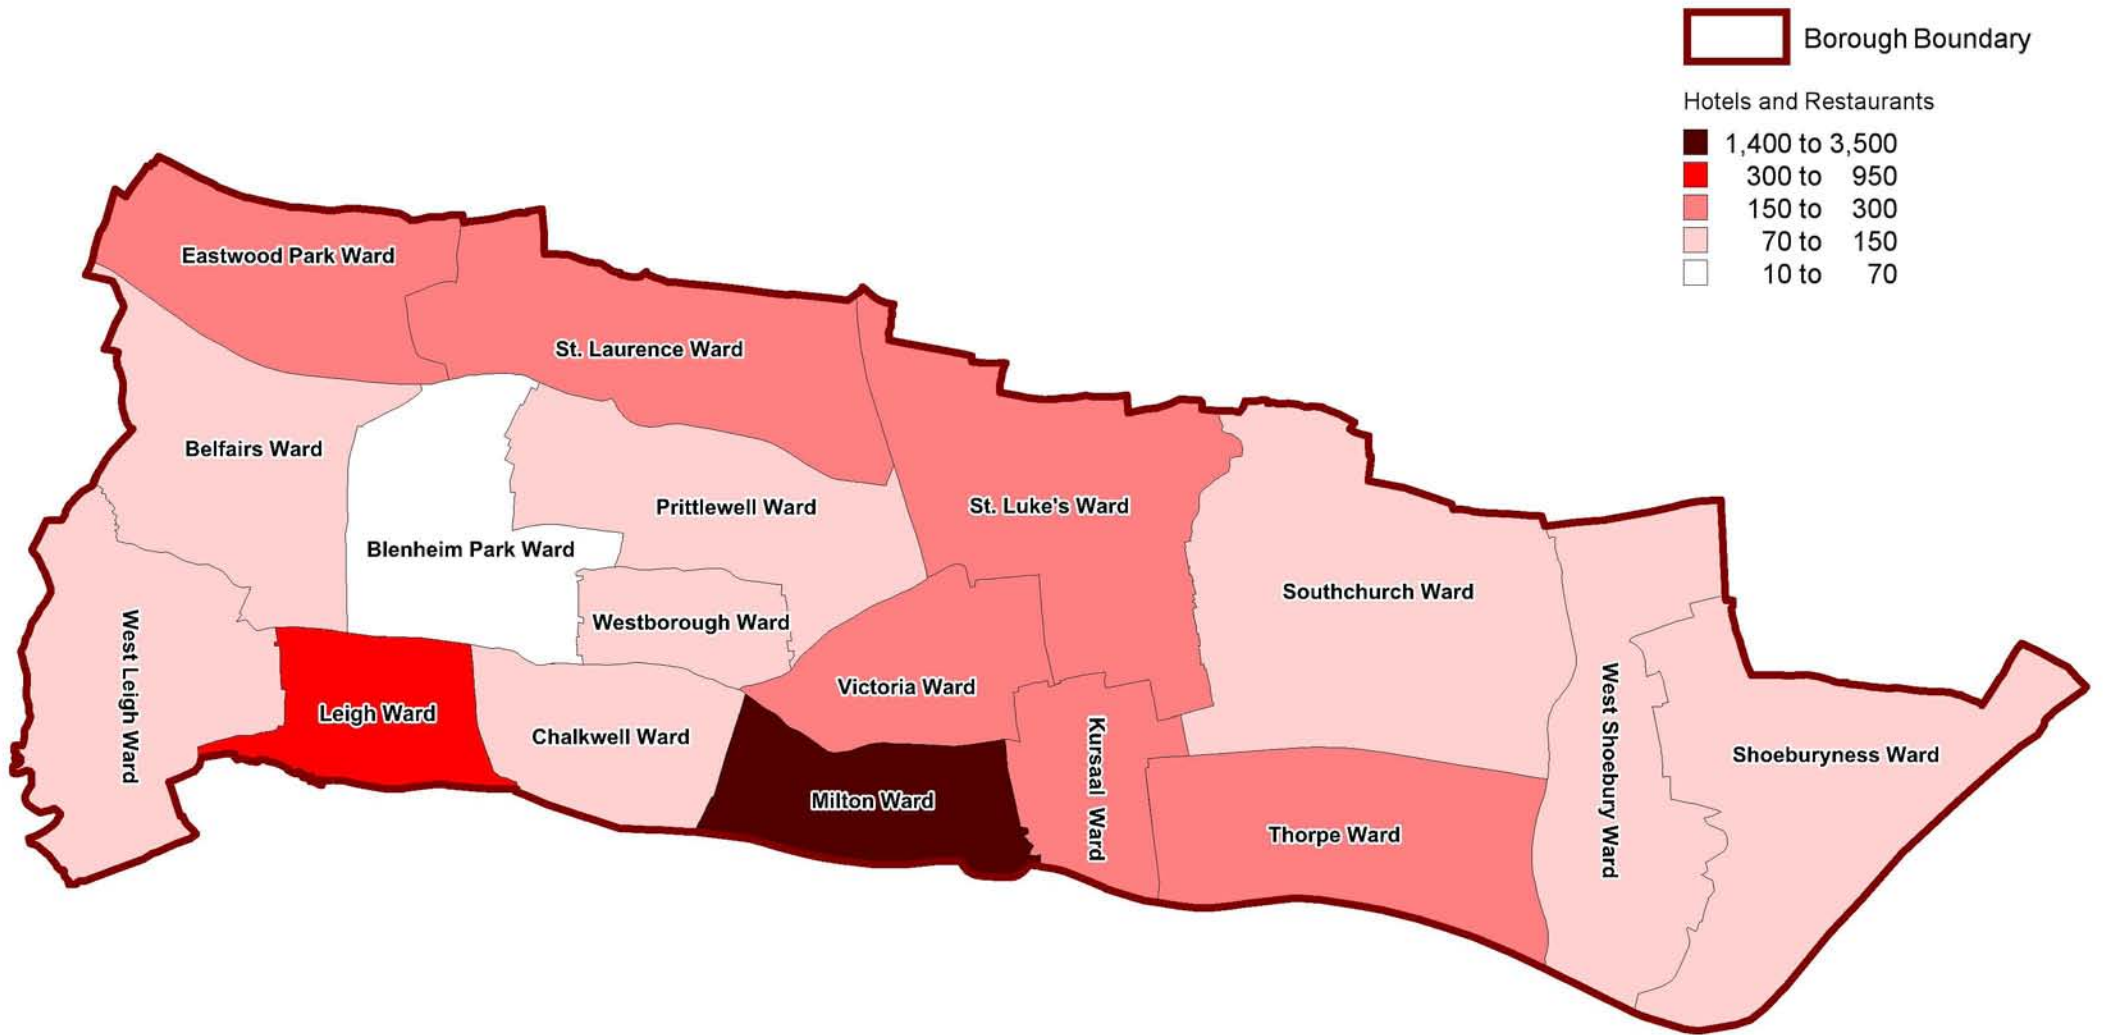 Borough Boundary
Hotels and Restaurants
1,400 to 3,500
300 to 950
150 to 300
70 to 150
10 to 70
Eastwood Park Ward
St. Laurence Ward
Belfairs Ward
Prittlewell Ward
St. Luke's Ward
Blenheim Park Ward
Southchurch Ward
Westborough Ward
West Leigh Ward
Victoria Ward
Leigh Ward
Chalkwell Ward
Kursaal Ward
West Shoebury Ward
Shoeburyness Ward
Milton Ward
Thorpe Ward